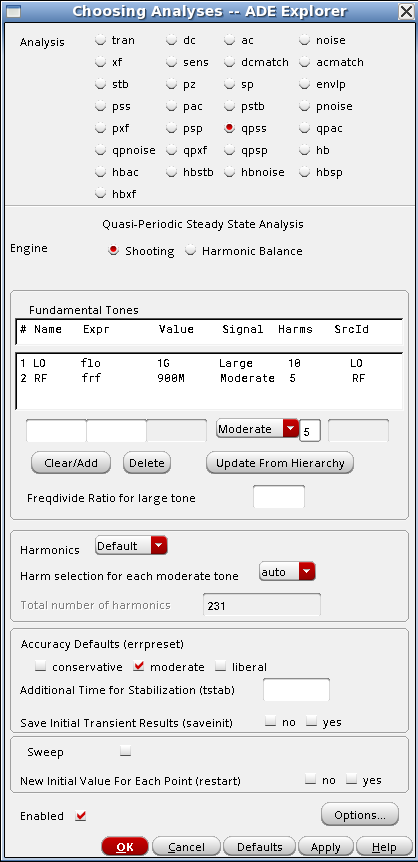 Choosing Analyses -- ADE Explorer
Analysis tran dc ac noise
xf sens dcmatch acmatch
stb pz sp envlp
pss pac pstb pnoise
pxf psp qpss qpac
qpnoise qpxf qpsp hb
hbac hbstb hbnoise hbsp
hbxf
Quasi-Periodic Steady State Analysis
Engine Shooting Harmonic Balance
Fundamental Tones
# Name Expr Value Signal Harms SrcId
1 LO flo 1G Large 10 LO
2 RF frf 900M Moderate 5 RF
Moderate 5
Clear/Add Delete Update From Hierarchy
Freqdivide Ratio for large tone
Harmonics Default
Harm selection for each moderate tone auto
Total number of harmonics 231
Accuracy Defaults (errpreset)
conservative moderate liberal
Additional Time for Stabilization (tstab)
Save Initial Transient Results (saveinit) no yes
Sweep
New Initial Value For Each Point (restart) no yes
Enabled Options...
OK Cancel Defaults Apply Help